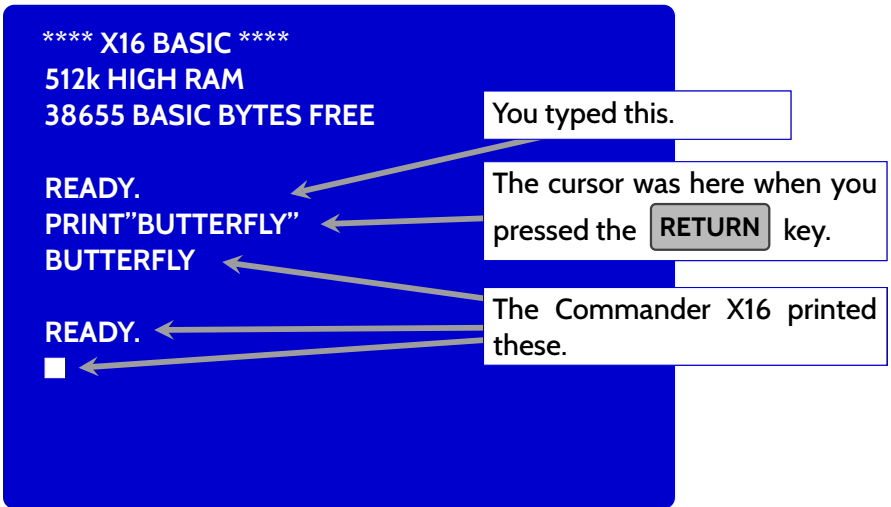 **** X16 BASIC ****
512k HIGH RAM
38655 BASIC BYTES FREE
READY.
PRINT”BUTTERFLY”
BUTTERFLY
READY.
You typed this.
The cursor was here when you
pressed the RETURN key.
The Commander X16 printed
these.